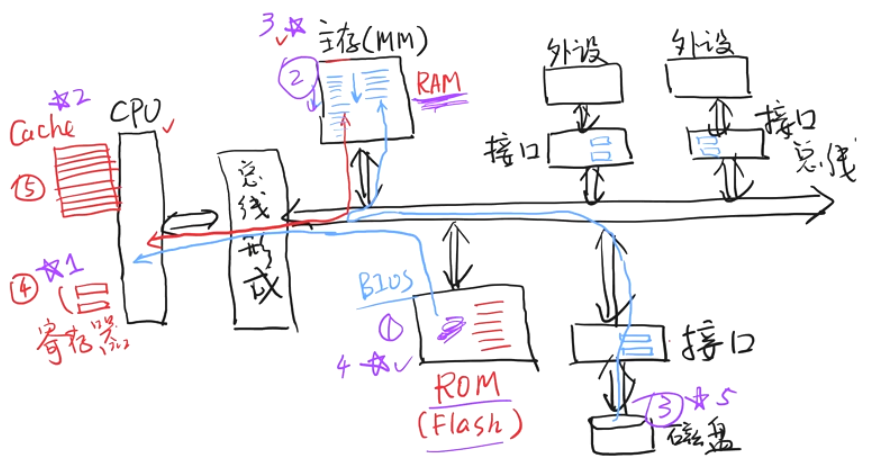 3 ✓☆
主存(MM)
②
RAM
外设
外设
接口
接口
总线
☆2
Cache
⑤
CPU ✓
总线形成
☆1
④
寄存器
BIOS
①
4 ☆✓
ROM
(Flash)
接口
③ ☆5
磁盘